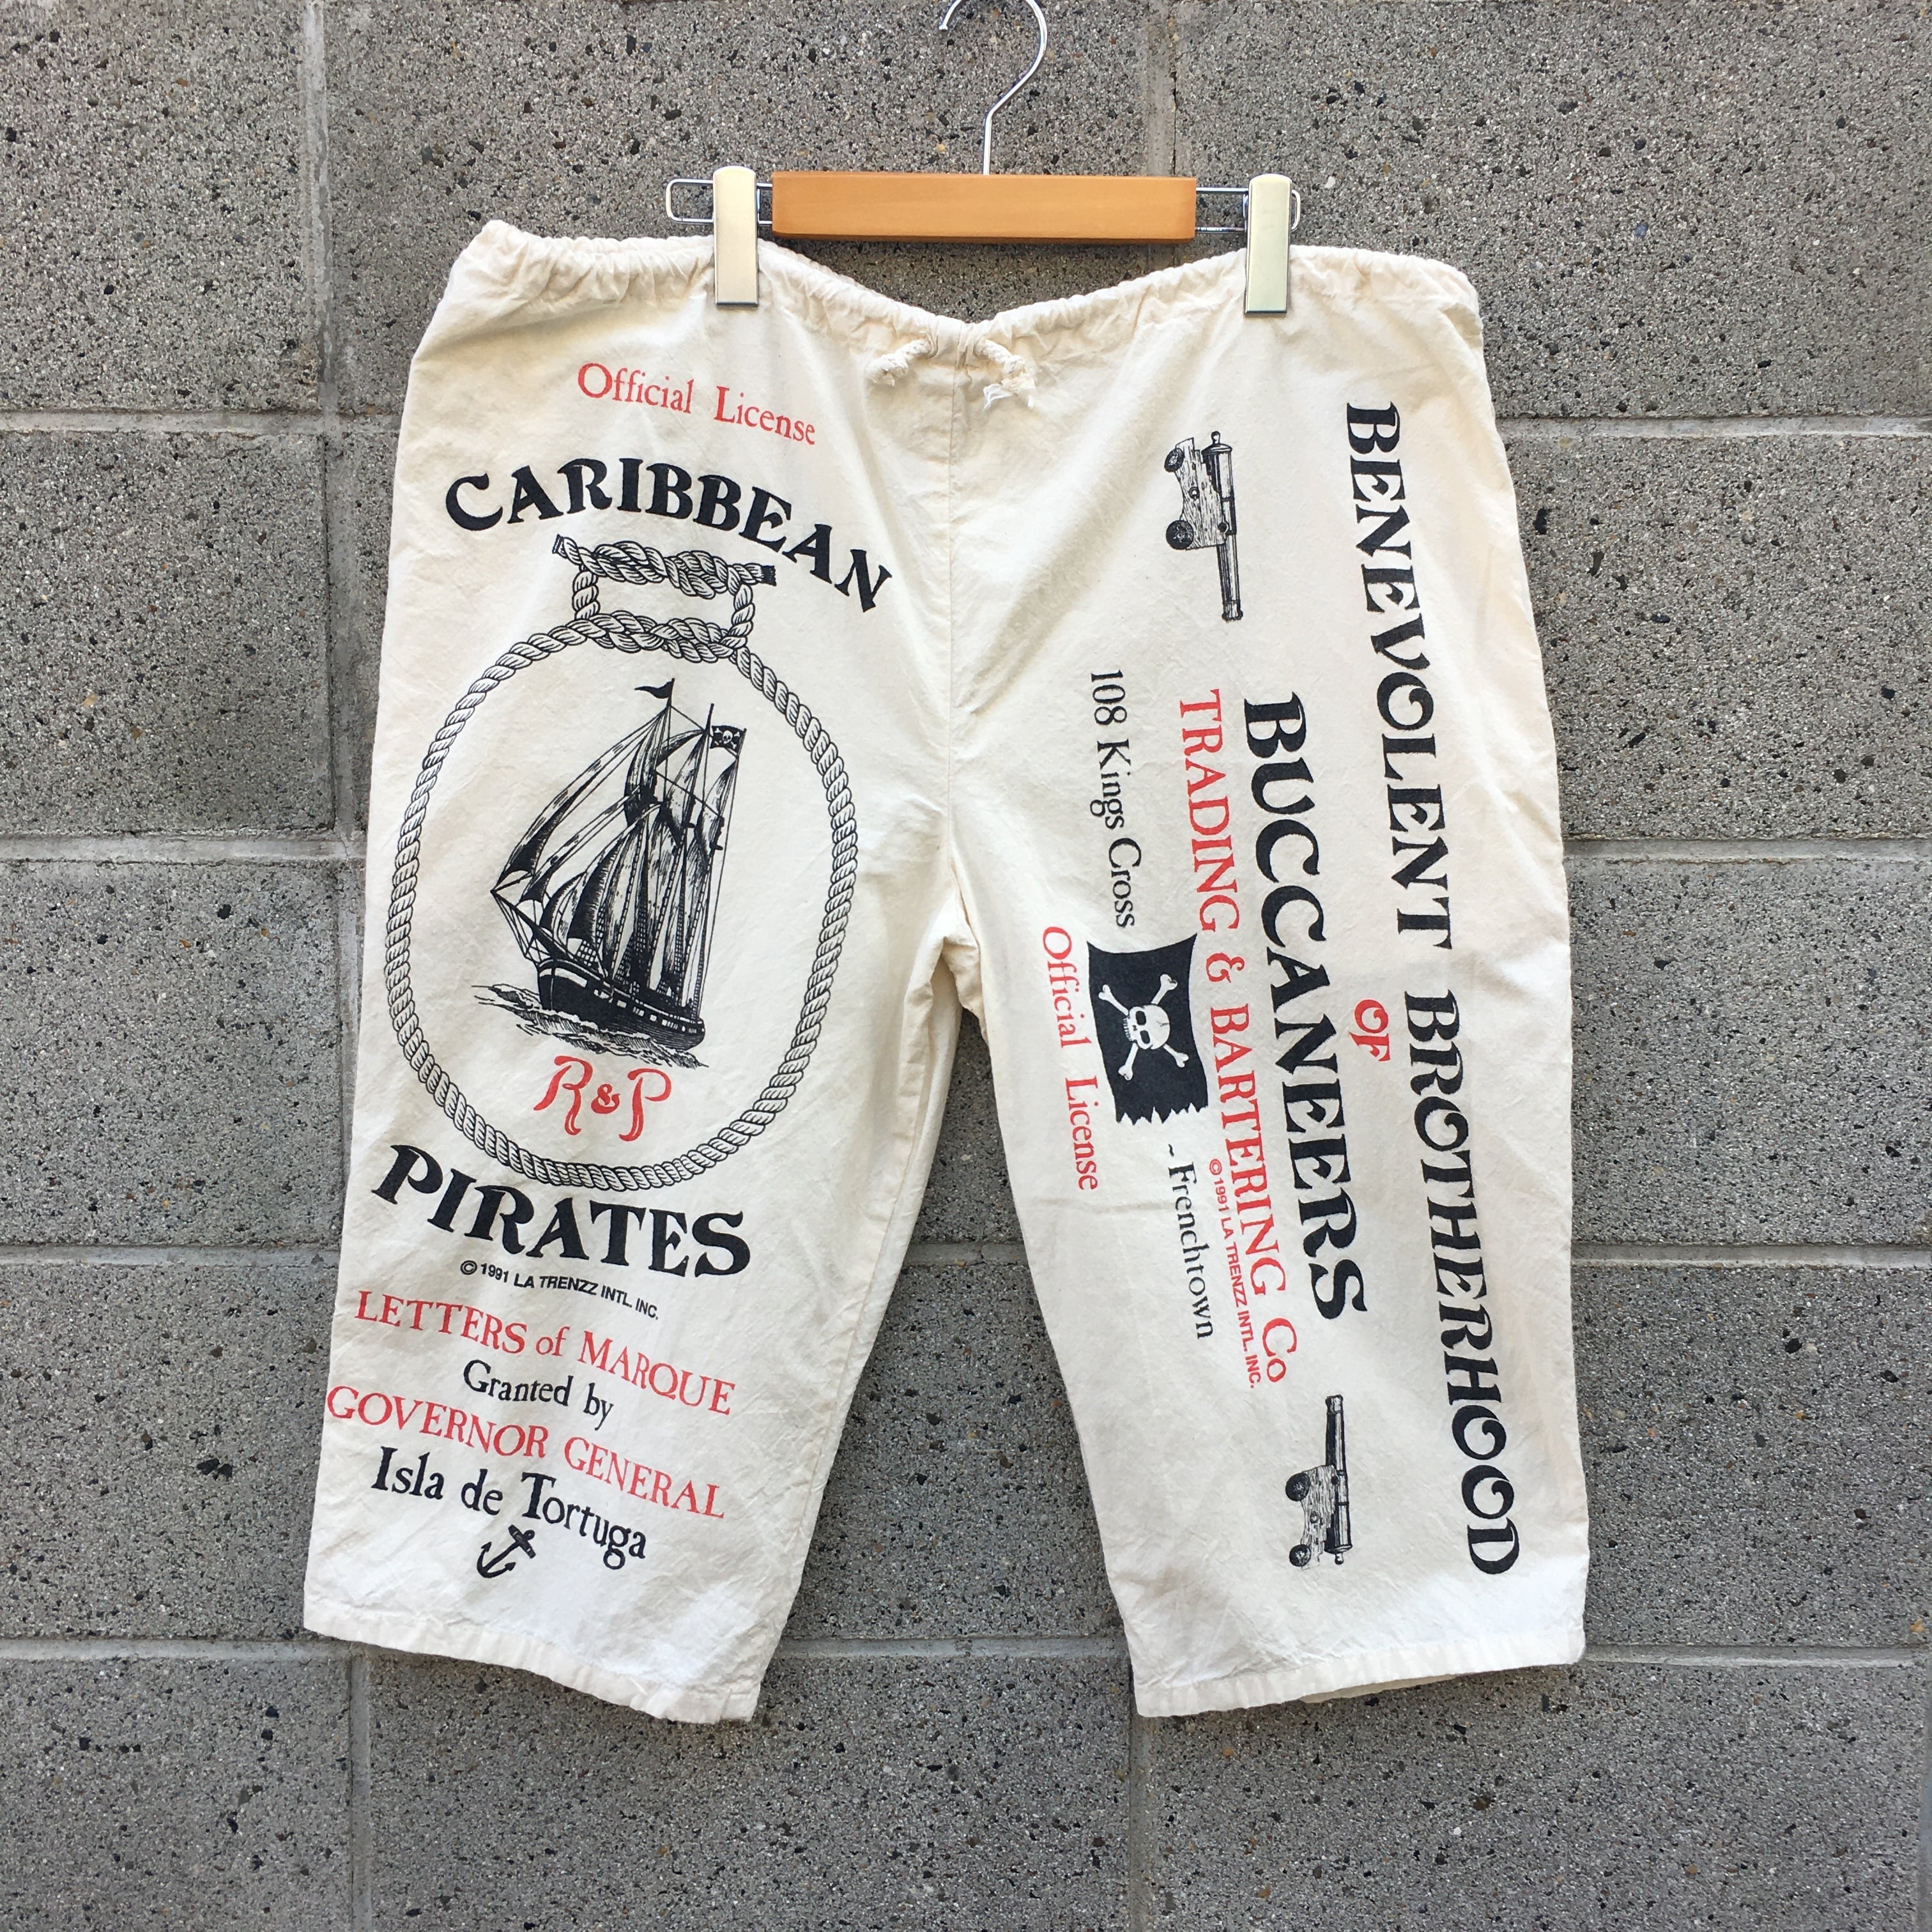 Official License
CARIBBEAN
R&P
PIRATES
© 1991 LA TRENZZ INTL. INC.
LETTERS of MARQUE
Granted by
GOVERNOR GENERAL
Isla de Tortuga
BENEVOLENT BROTHERHOOD
OF
BUCCANEERS
TRADING & BARTERING Co
© 1991 LA TRENZZ INTL. INC.
108 Kings Cross
~Frenchtown
Official License